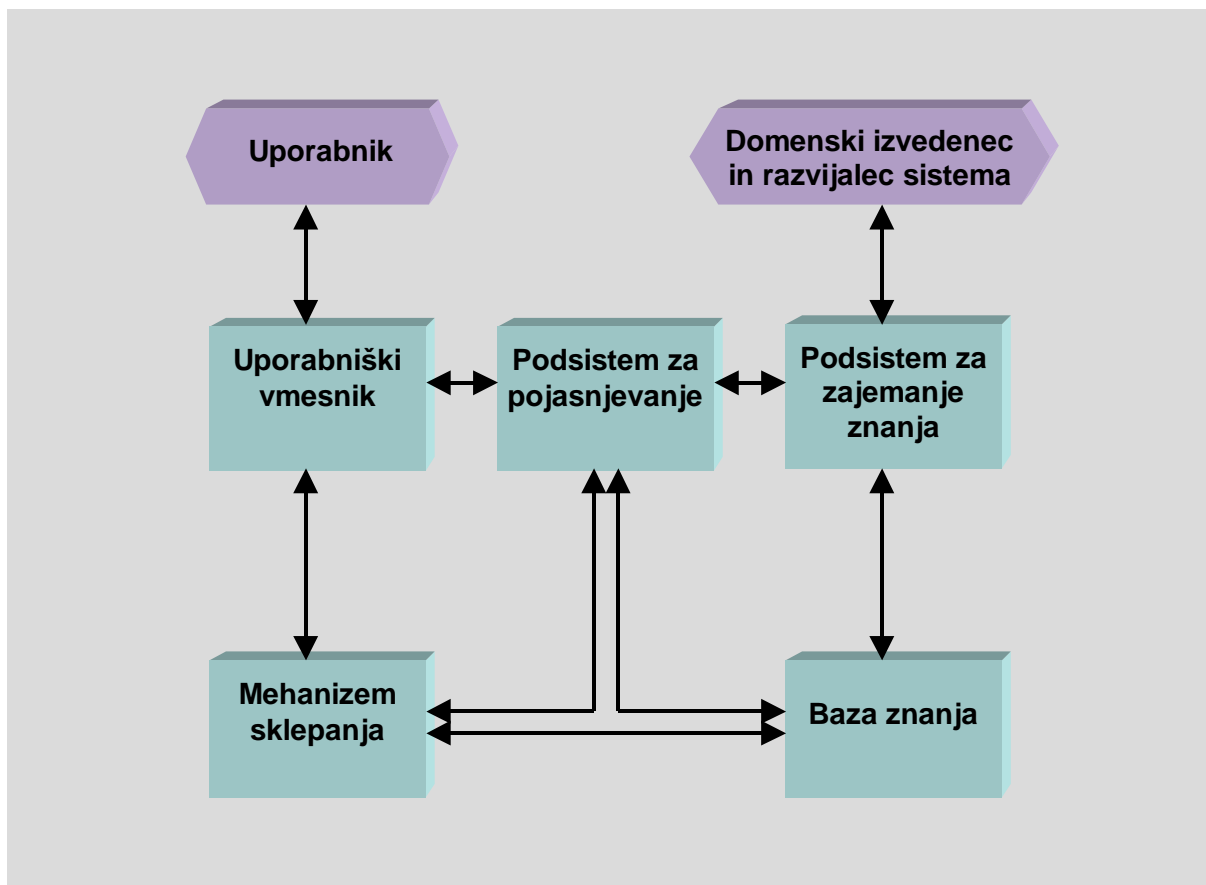 Uporabnik
Domenski izvedenec
in razvijalec sistema
Uporabniški
vmesnik
Podsistem za
pojasnjevanje
Podsistem za
zajemanje
znanja
Mehanizem
sklepanja
Baza znanja